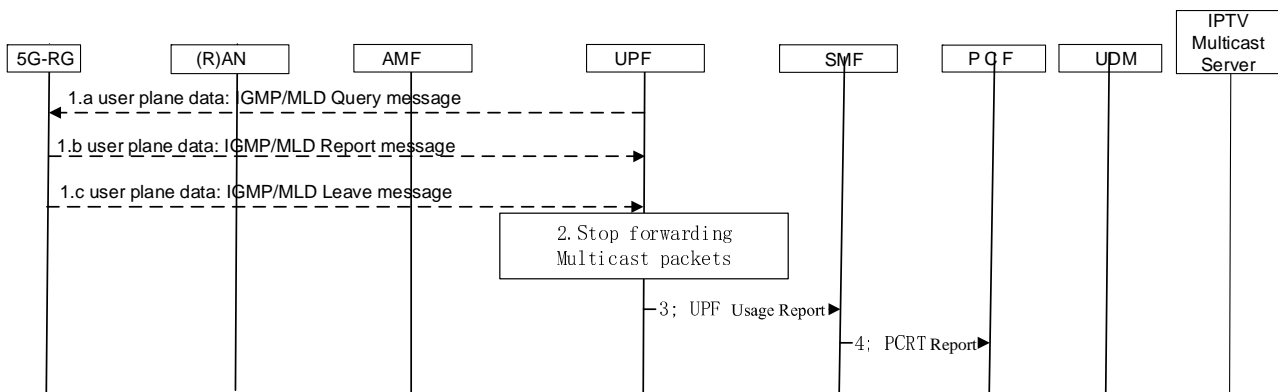 IPTV
Multicast
Server
5G-RG
(R)AN
AMF
UPF
SMF
P C F
UDM
1.a user plane data: IGMP/MLD Query message
1.b user plane data: IGMP/MLD Report message
1.c user plane data: IGMP/MLD Leave message
2.Stop forwarding
Multicast packets
3; UPF Usage Report
4; PCRT Report